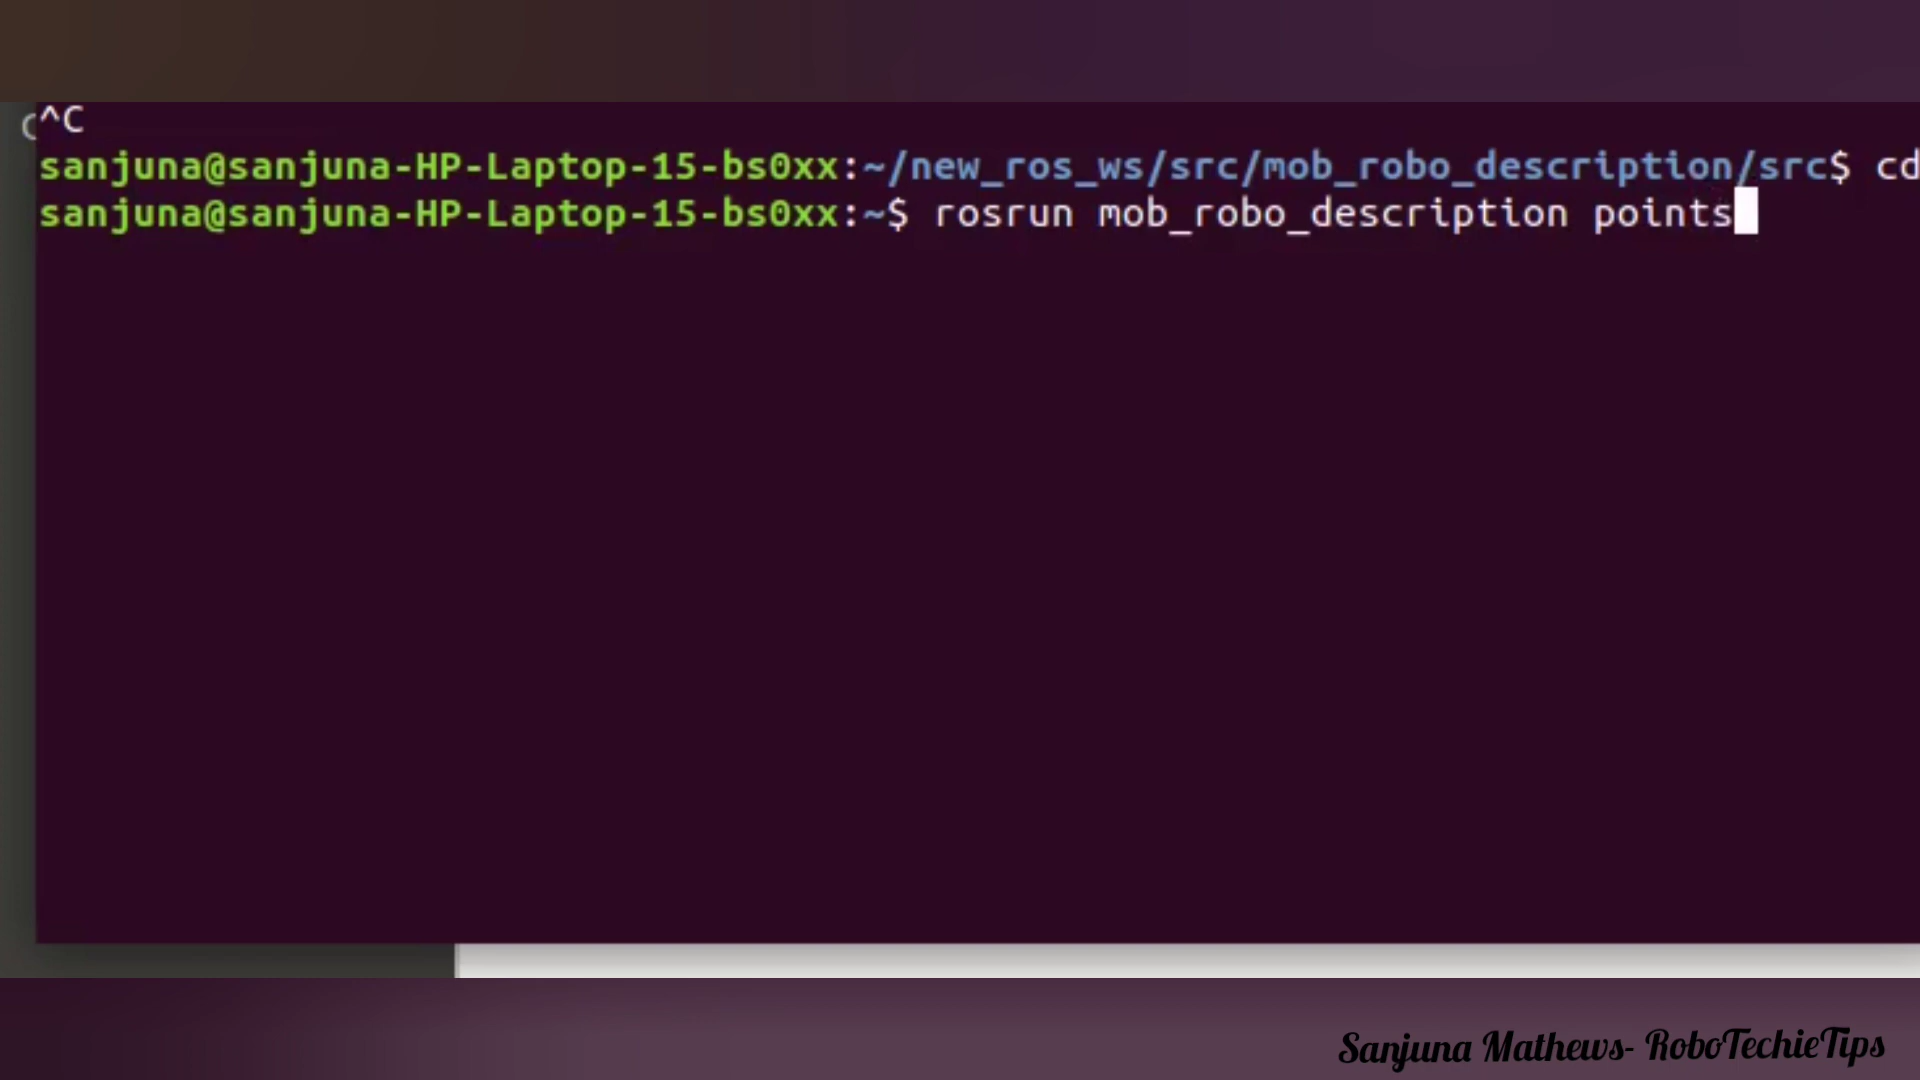 ^C
sanjuna@sanjuna-HP-Laptop-15-bs0xx:~/new_ros_ws/src/mob_robo_description/src$ cd
sanjuna@sanjuna-HP-Laptop-15-bs0xx:~$ rosrun mob_robo_description points
Sanjuna Mathews- RoboTechieTips